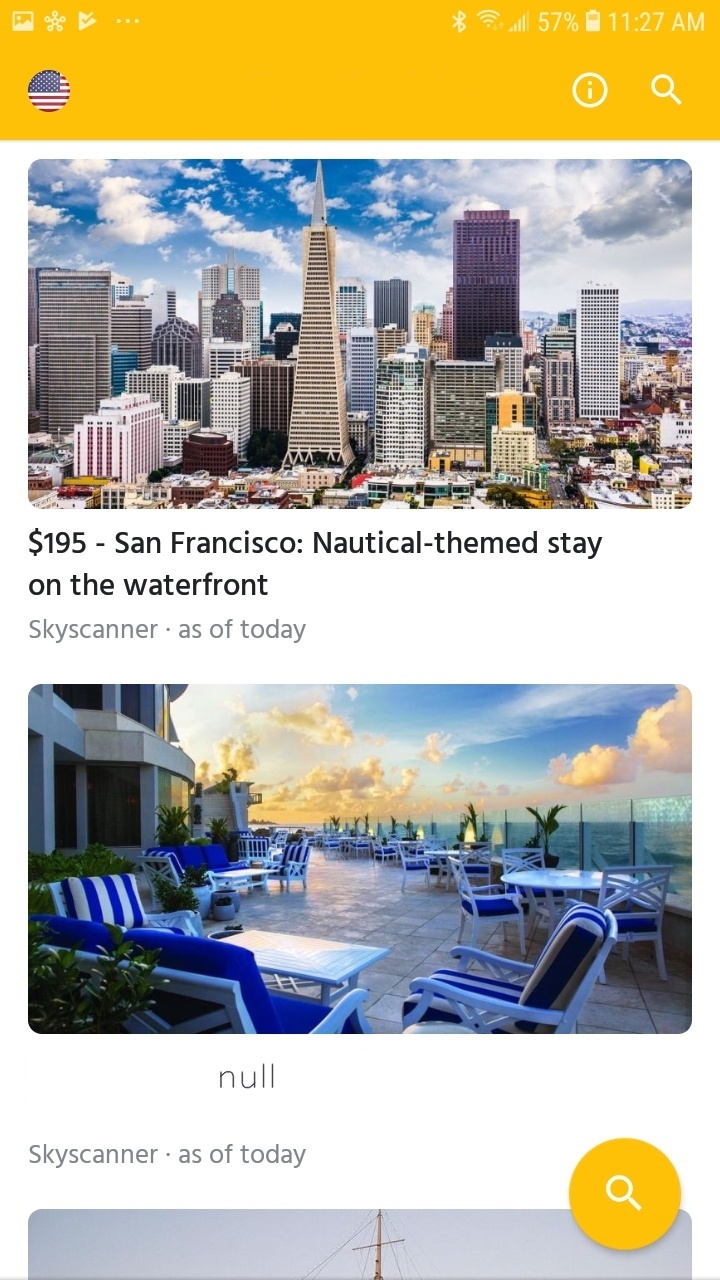 57% 11:27 AM
$195 - San Francisco: Nautical-themed stay
on the waterfront
Skyscanner · as of today
null
Skyscanner · as of today